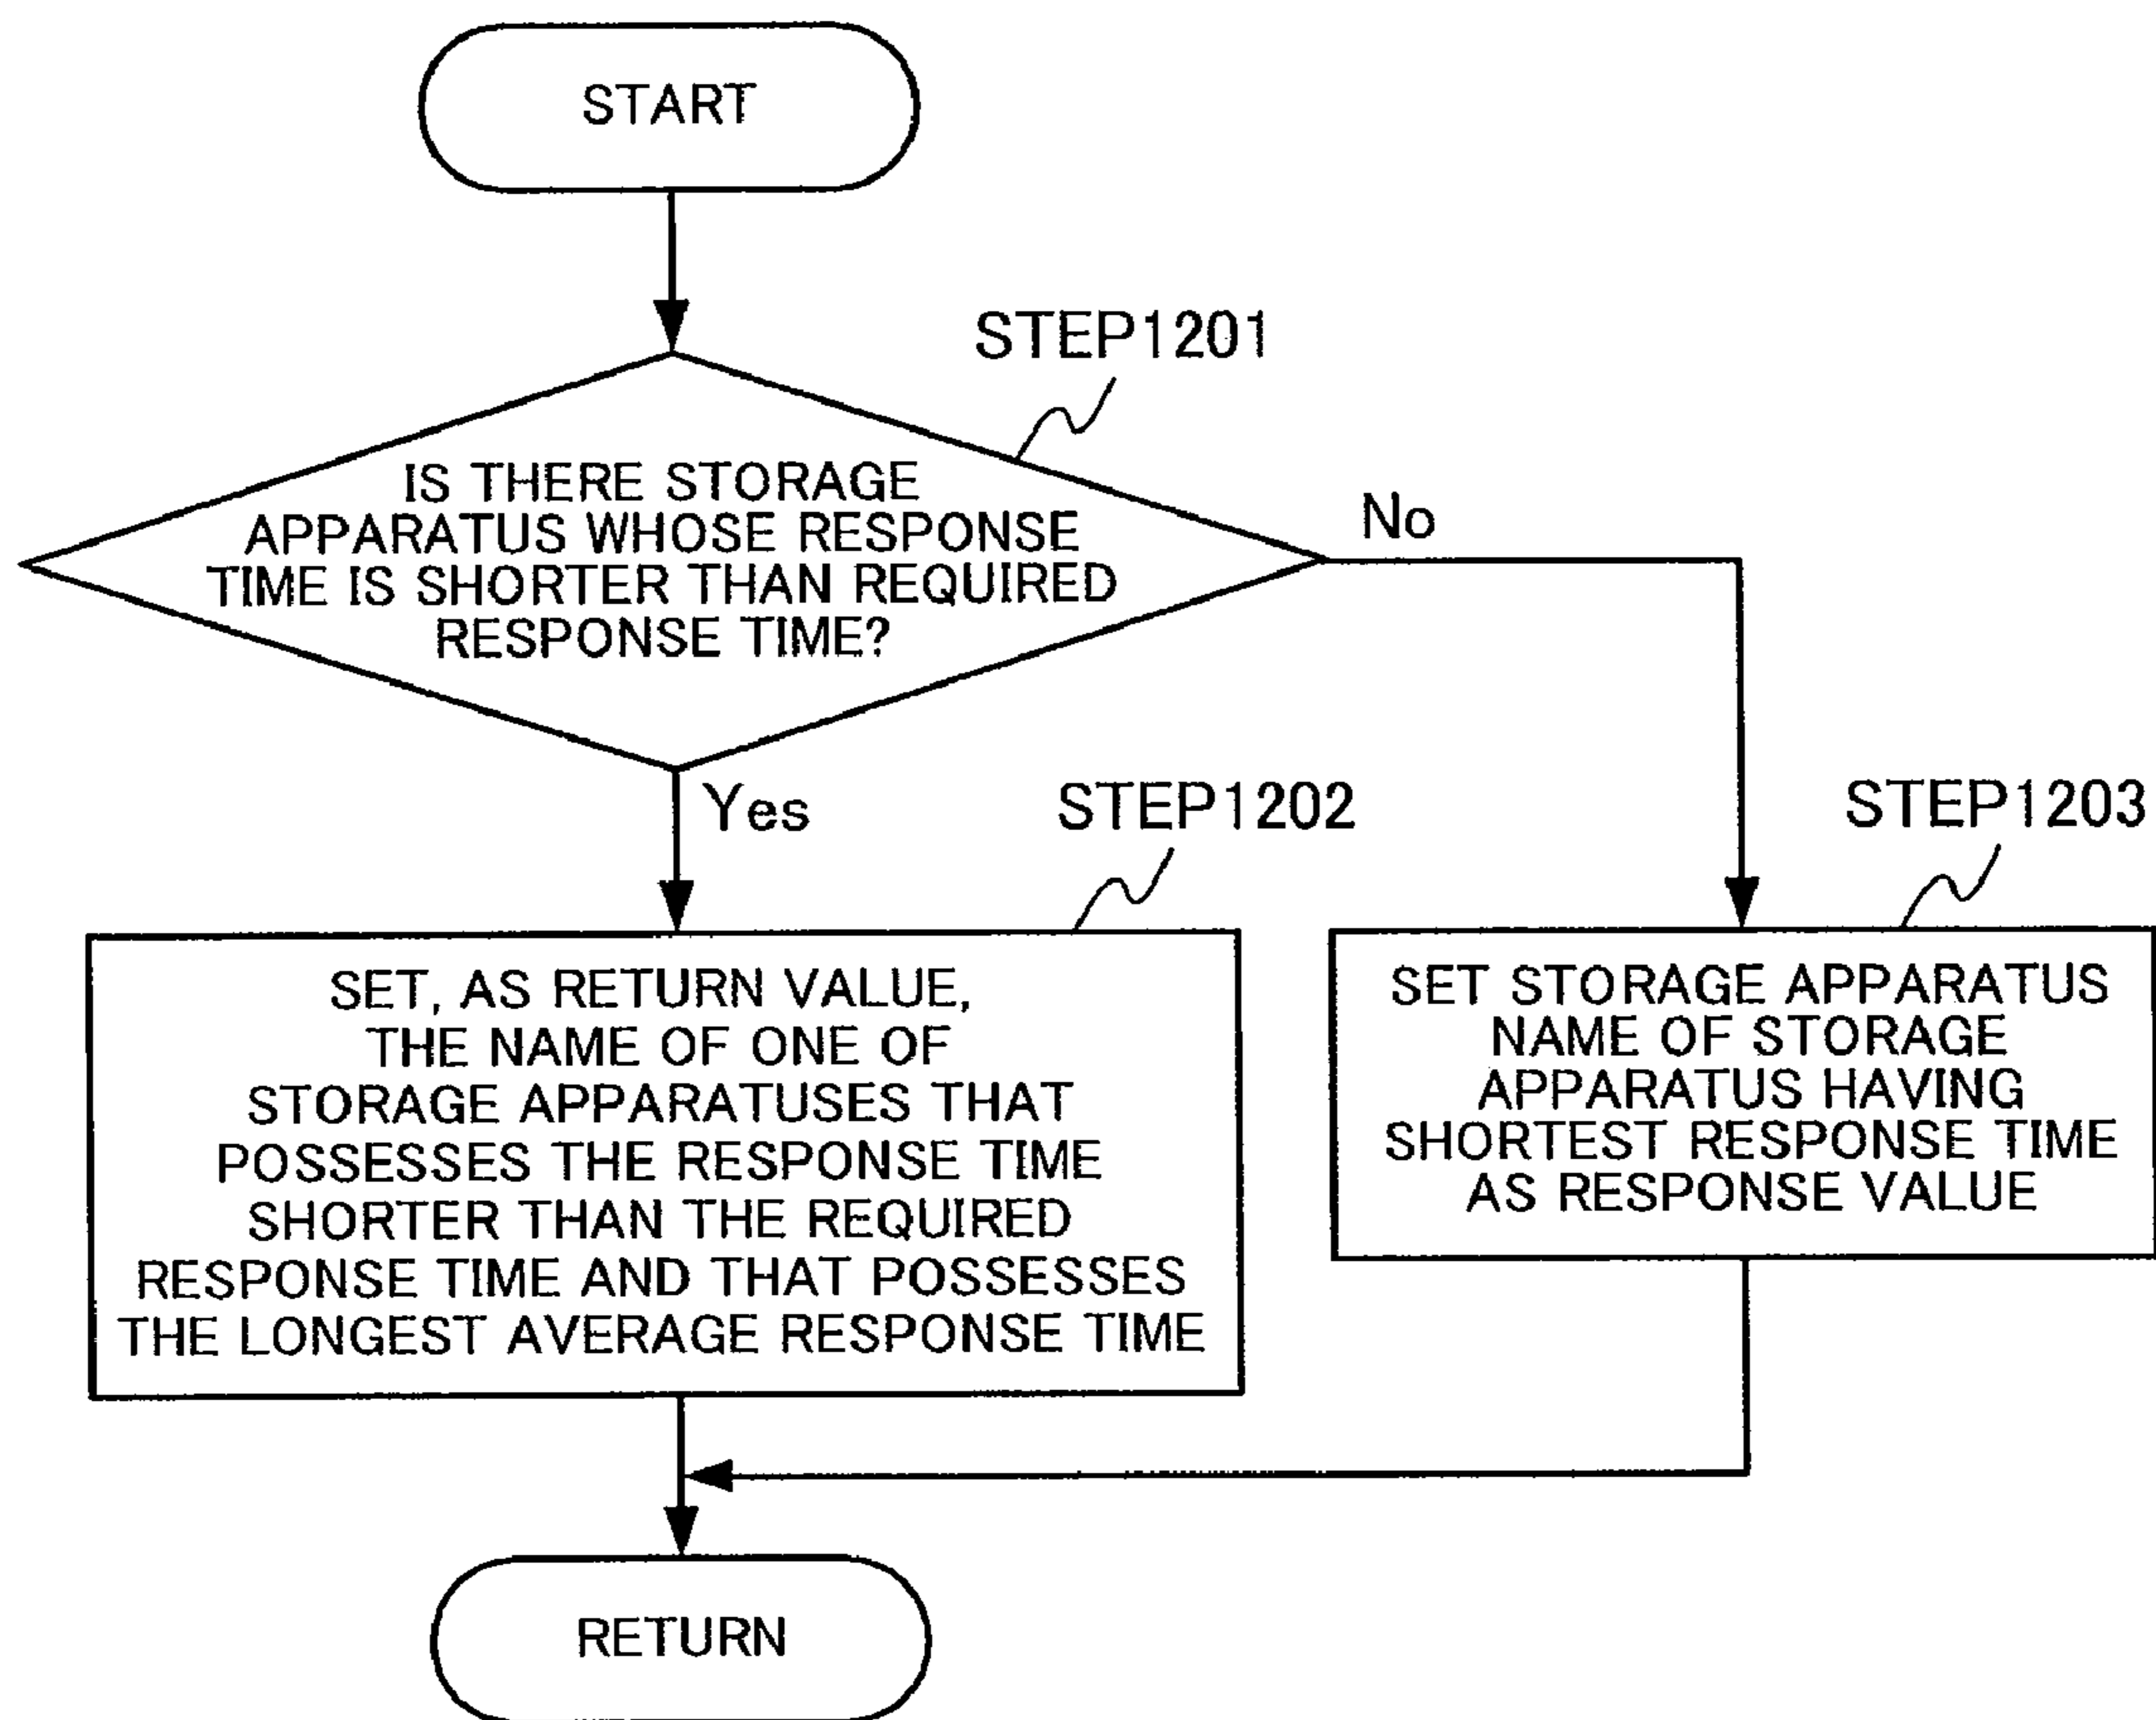 START
STEP1201
IS THERE STORAGE
APPARATUS WHOSE RESPONSE
TIME IS SHORTER THAN REQUIRED
RESPONSE TIME?
No
Yes
STEP1202
SET, AS RETURN VALUE,
THE NAME OF ONE OF
STORAGE APPARATUSES THAT
POSSESSES THE RESPONSE TIME
SHORTER THAN THE REQUIRED
RESPONSE TIME AND THAT POSSESSES
THE LONGEST AVERAGE RESPONSE TIME
STEP1203
SET STORAGE APPARATUS
NAME OF STORAGE
APPARATUS HAVING
SHORTEST RESPONSE TIME
AS RESPONSE VALUE
RETURN